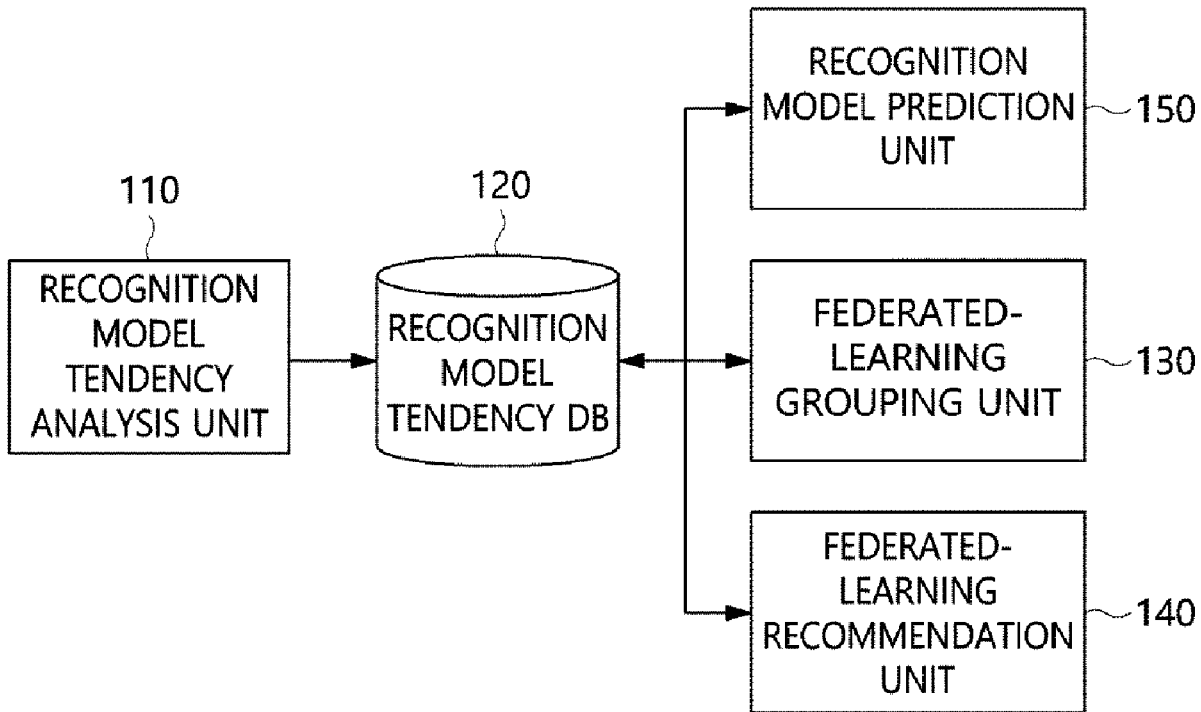 110
RECOGNITION
MODEL
TENDENCY
ANALYSIS UNIT
120
RECOGNITION
MODEL
TENDENCY DB
RECOGNITION
MODEL PREDICTION
UNIT
150
FEDERATED-
LEARNING
GROUPING UNIT
130
FEDERATED-
LEARNING
RECOMMENDATION
UNIT
140